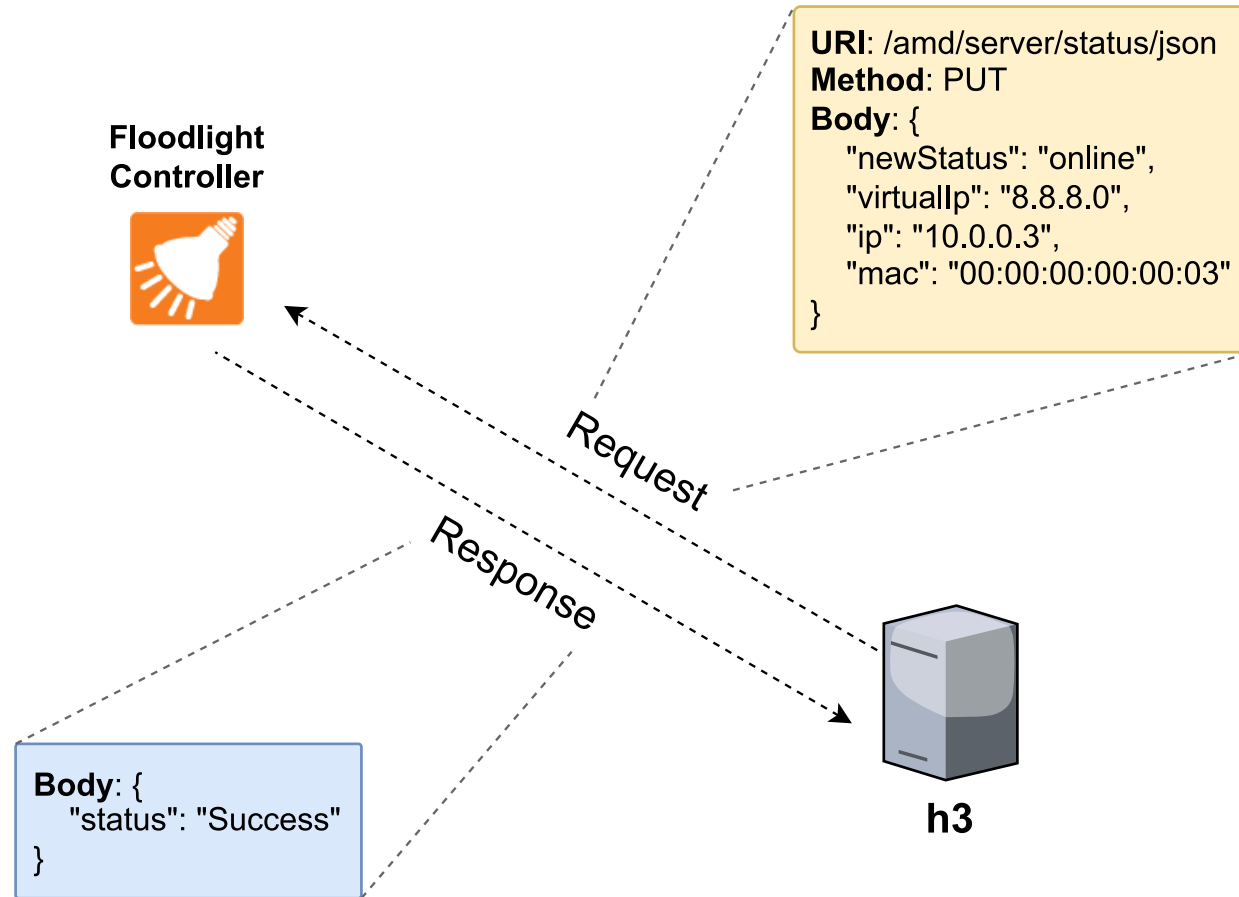 URI: /amd/server/status/json
Method: PUT
Body: {
"newStatus": "online",
"virtualIp": "8.8.8.0",
"ip": "10.0.0.3",
"mac": "00:00:00:00:00:03"
}
Floodlight
Controller
Request
Response
Body: {
"status": "Success"
}
h3